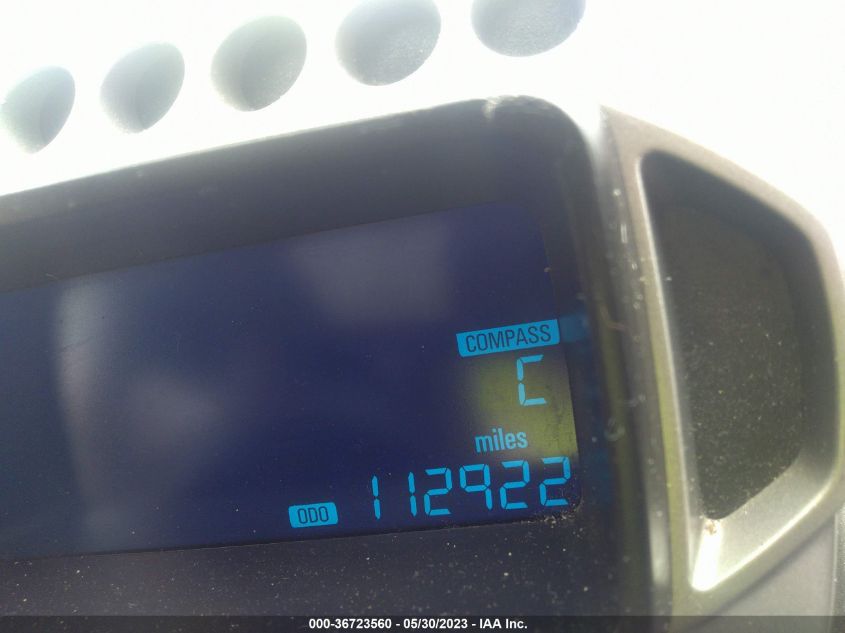 COMPASS
C
miles
ODO 112922
000-36723560 - 05/30/2023 - IAA Inc.